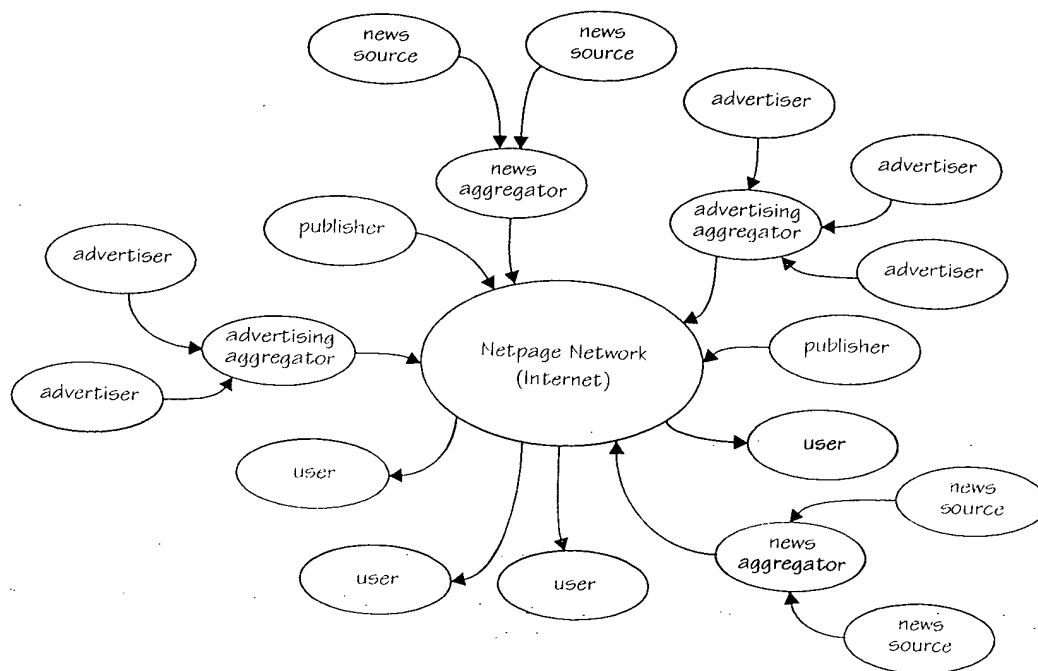 news
source
news
source
advertiser
news
aggregator
advertiser
publisher
advertising
aggregator
advertiser
advertiser
advertising
aggregator
Netpage Network
(Internet)
publisher
advertiser
user
user
news
source
news
aggregator
user
user
news
source